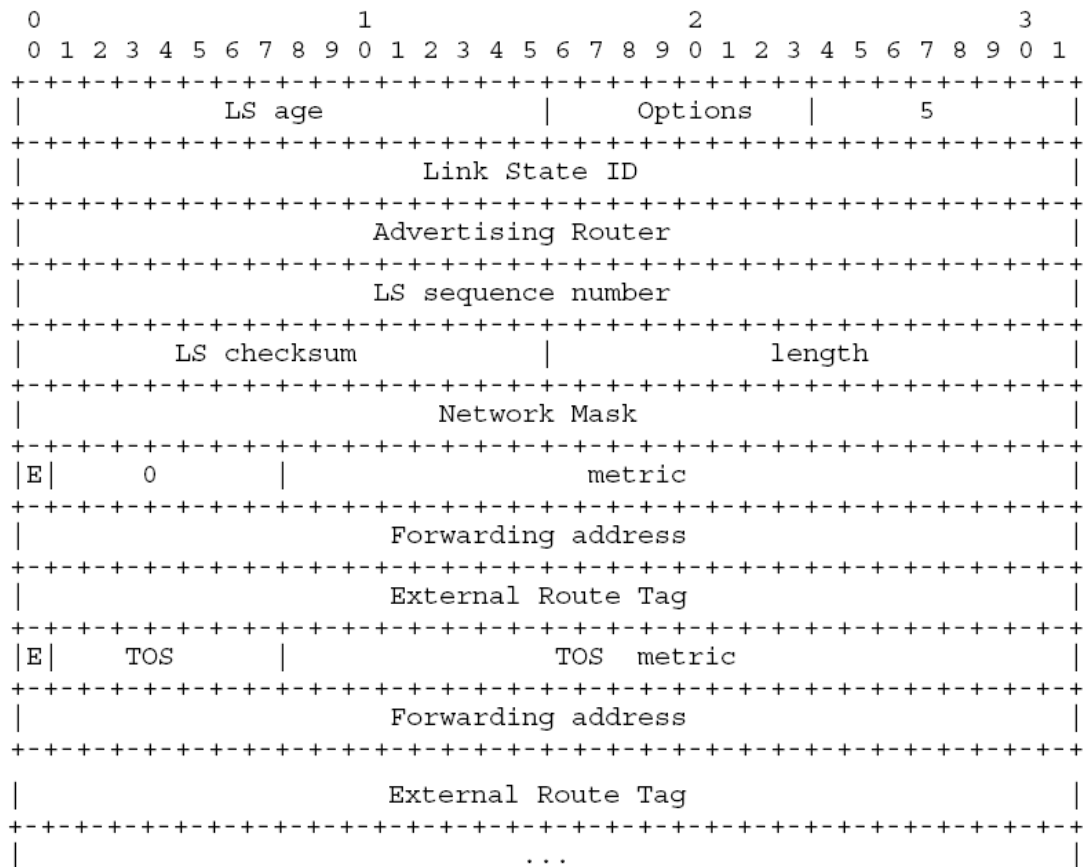 0 1 2 3
0 1 2 3 4 5 6 7 8 9 0 1 2 3 4 5 6 7 8 9 0 1 2 3 4 5 6 7 8 9 0 1
+-+-+-+-+-+-+-+-+-+-+-+-+-+-+-+-+-+-+-+-+-+-+-+-+-+-+-+-+-+-+-+-+
| LS age | Options | 5 |
+-+-+-+-+-+-+-+-+-+-+-+-+-+-+-+-+-+-+-+-+-+-+-+-+-+-+-+-+-+-+-+-+
| Link State ID |
+-+-+-+-+-+-+-+-+-+-+-+-+-+-+-+-+-+-+-+-+-+-+-+-+-+-+-+-+-+-+-+-+
| Advertising Router |
+-+-+-+-+-+-+-+-+-+-+-+-+-+-+-+-+-+-+-+-+-+-+-+-+-+-+-+-+-+-+-+-+
| LS sequence number |
+-+-+-+-+-+-+-+-+-+-+-+-+-+-+-+-+-+-+-+-+-+-+-+-+-+-+-+-+-+-+-+-+
| LS checksum | length |
+-+-+-+-+-+-+-+-+-+-+-+-+-+-+-+-+-+-+-+-+-+-+-+-+-+-+-+-+-+-+-+-+
| Network Mask |
+-+-+-+-+-+-+-+-+-+-+-+-+-+-+-+-+-+-+-+-+-+-+-+-+-+-+-+-+-+-+-+-+
|E| 0 | metric |
+-+-+-+-+-+-+-+-+-+-+-+-+-+-+-+-+-+-+-+-+-+-+-+-+-+-+-+-+-+-+-+-+
| Forwarding address |
+-+-+-+-+-+-+-+-+-+-+-+-+-+-+-+-+-+-+-+-+-+-+-+-+-+-+-+-+-+-+-+-+
| External Route Tag |
+-+-+-+-+-+-+-+-+-+-+-+-+-+-+-+-+-+-+-+-+-+-+-+-+-+-+-+-+-+-+-+-+
|E| TOS | TOS metric |
+-+-+-+-+-+-+-+-+-+-+-+-+-+-+-+-+-+-+-+-+-+-+-+-+-+-+-+-+-+-+-+-+
| Forwarding address |
+-+-+-+-+-+-+-+-+-+-+-+-+-+-+-+-+-+-+-+-+-+-+-+-+-+-+-+-+-+-+-+-+
| External Route Tag |
+-+-+-+-+-+-+-+-+-+-+-+-+-+-+-+-+-+-+-+-+-+-+-+-+-+-+-+-+-+-+-+-+
| ... |